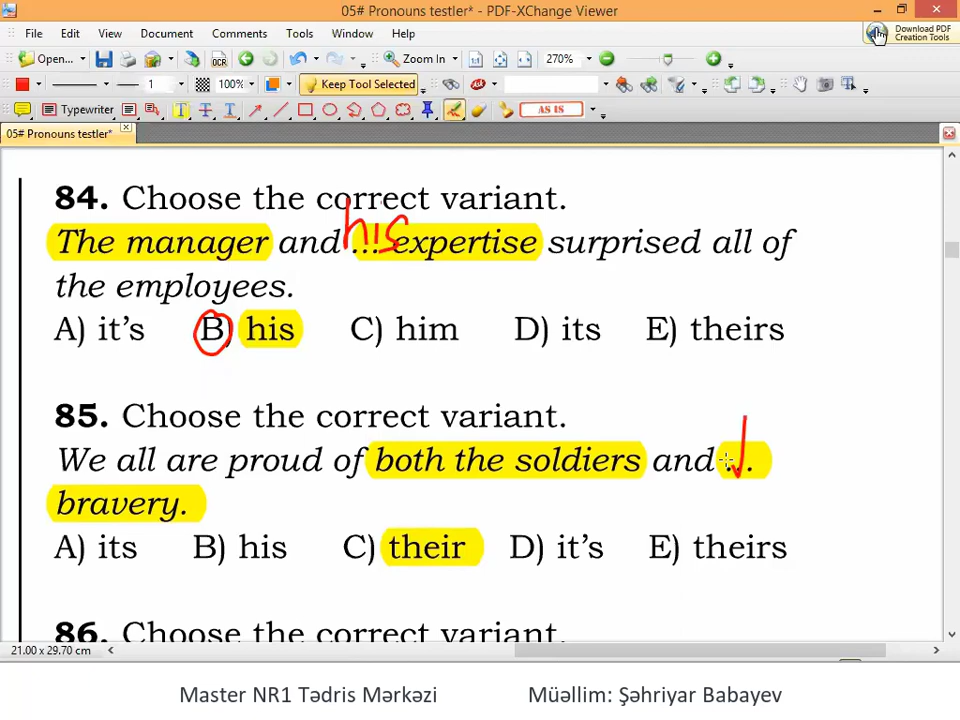 05# Pronouns testler* - PDF-XChange Viewer
File Edit View Document Comments Tools Window Help
Download PDF
Creation Tools
Open... OCR Zoom In 270%
1 100% Keep Tool Selected
Typewriter AS IS
05# Pronouns testler*
84. Choose the correct variant.
his
The manager and ... expertise surprised all of
the employees.
A) it's B) his C) him D) its E) theirs
85. Choose the correct variant.
We all are proud of both the soldiers and ...
bravery.
A) its B) his C) their D) it's E) theirs
86. Choose the correct variant.
21.00 x 29.70 cm
Master NR1 Tədris Mərkəzi Müəllim: Şəhriyar Babayev